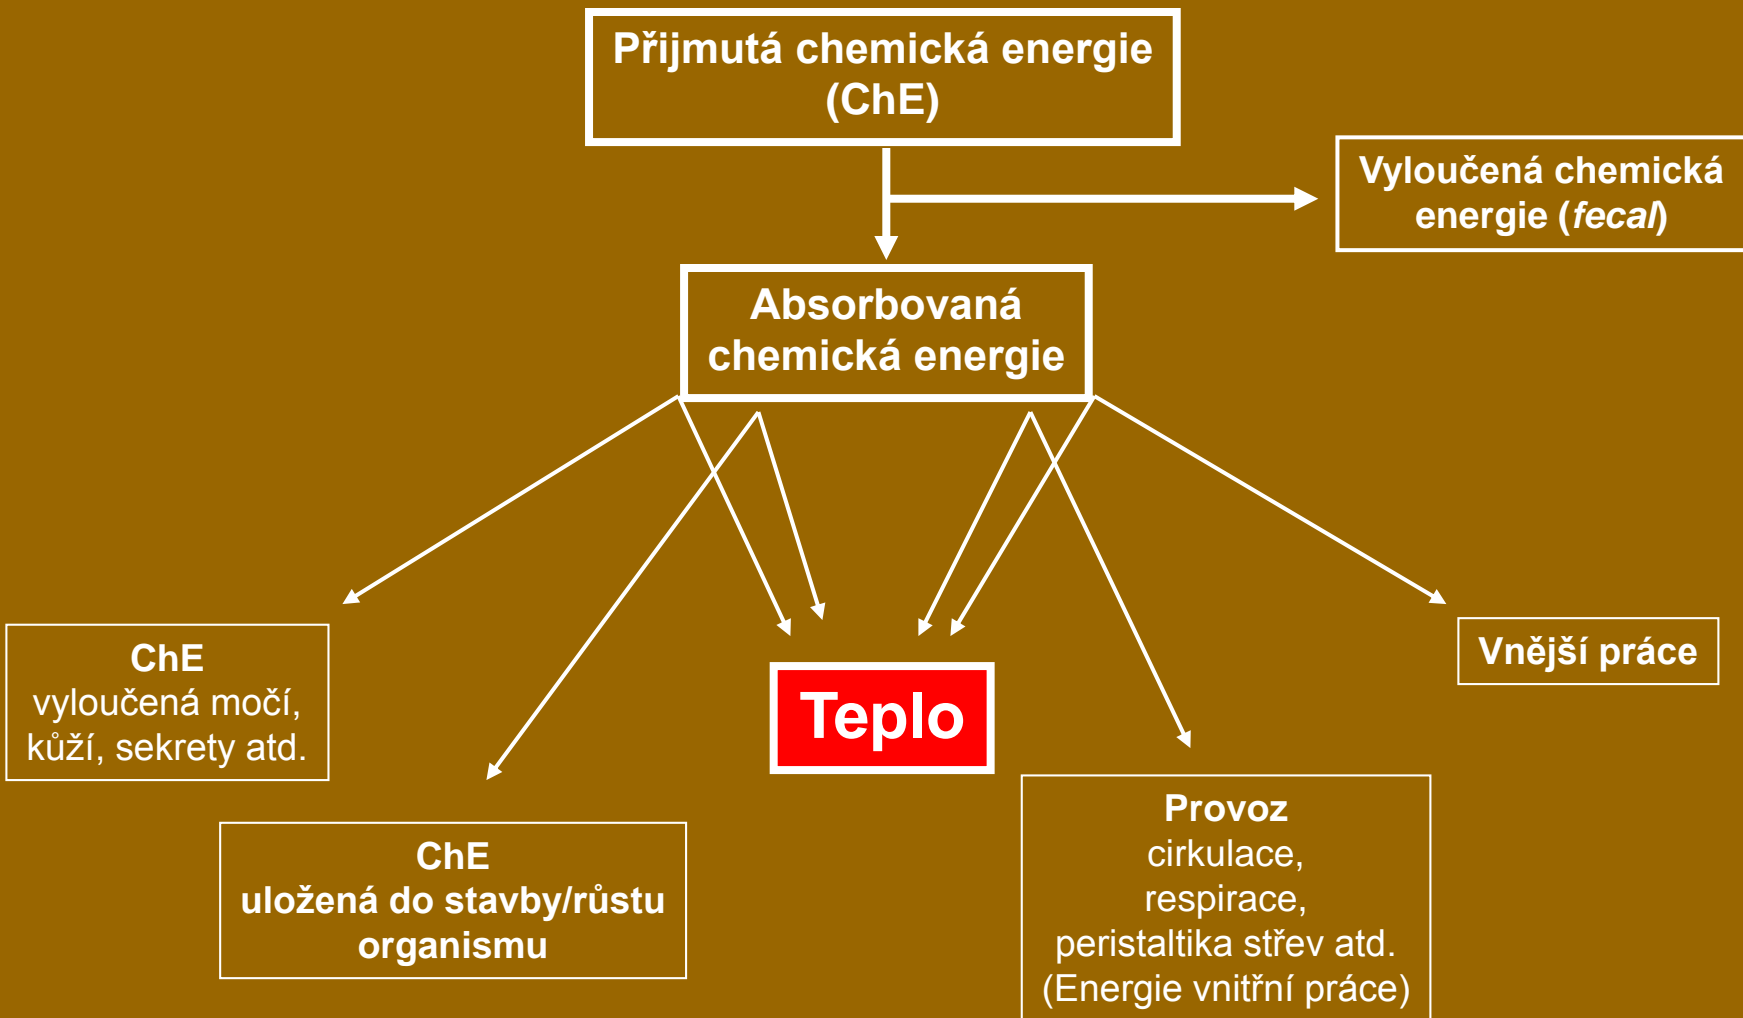 Přijmutá chemická energie
(ChE)
Vyloučená chemická
energie (fecal)
Absorbovaná
chemická energie
ChE
vyloučená močí,
kůží, sekrety atd.
ChE
uložená do stavby/růstu
organismu
Teplo
Provoz
cirkulace,
respirace,
peristaltika střev atd.
(Energie vnitřní práce)
Vnější práce